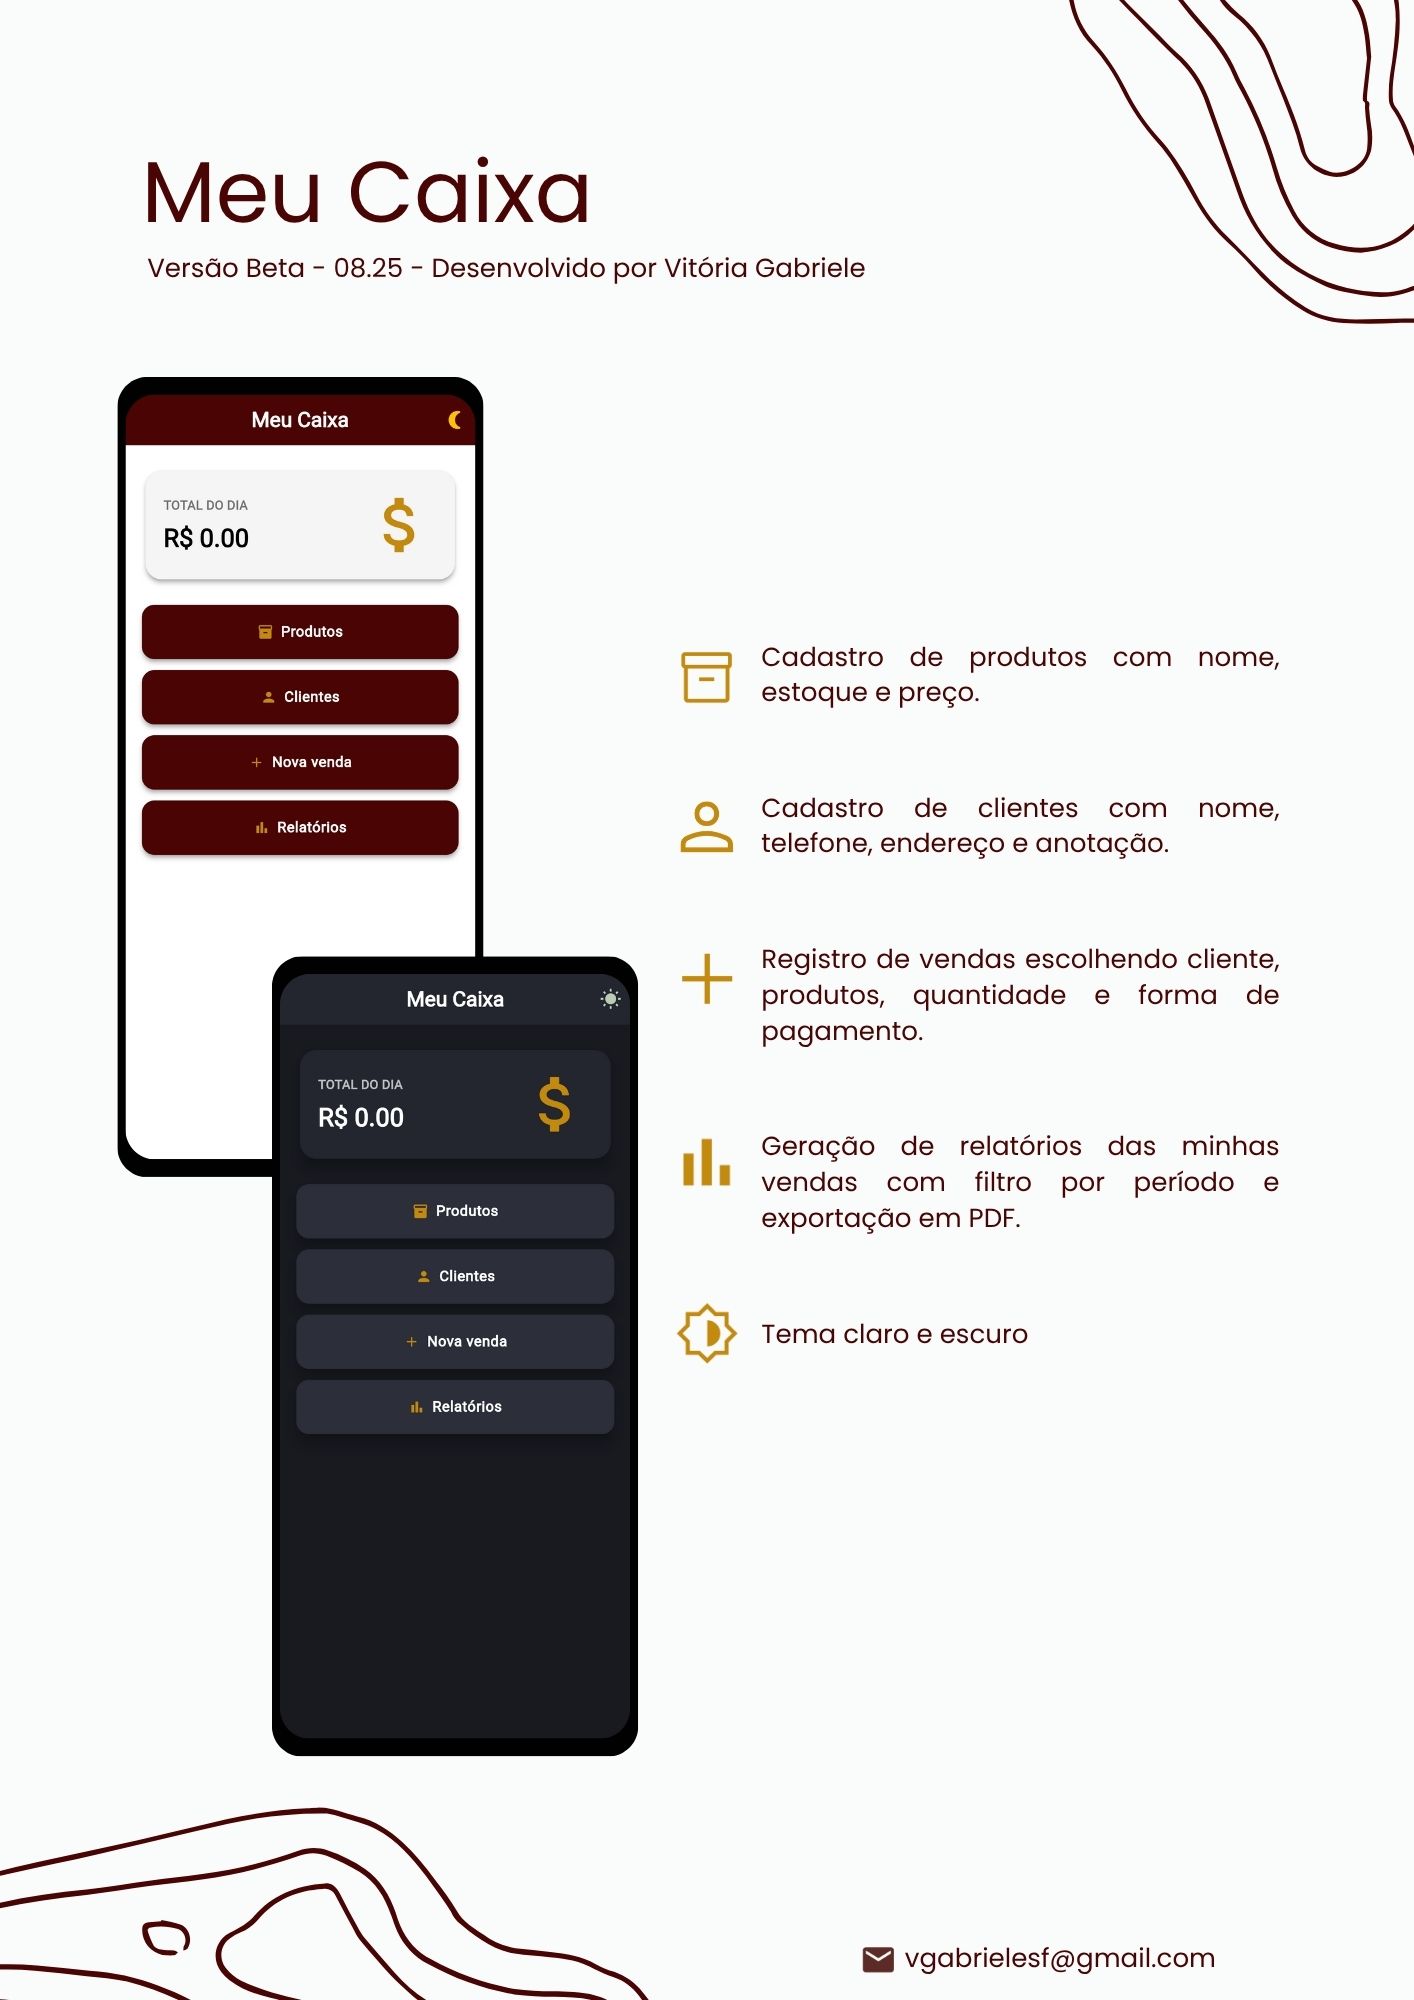 Meu Caixa
Versão Beta - 08.25 - Desenvolvido por Vitória Gabriele
Meu Caixa
TOTAL DO DIA
R$ 0.00
Produtos
Clientes
Nova venda
Relatórios
Meu Caixa
TOTAL DO DIA
R$ 0.00
Produtos
Clientes
Nova venda
Relatórios
Cadastro de produtos com nome,
estoque e preço.
Cadastro de clientes com nome,
telefone, endereço e anotação.
Registro de vendas escolhendo cliente,
produtos, quantidade e forma de
pagamento.
Geração de relatórios das minhas
vendas com filtro por período e
exportação em PDF.
Tema claro e escuro
vgabrielesf@gmail.com